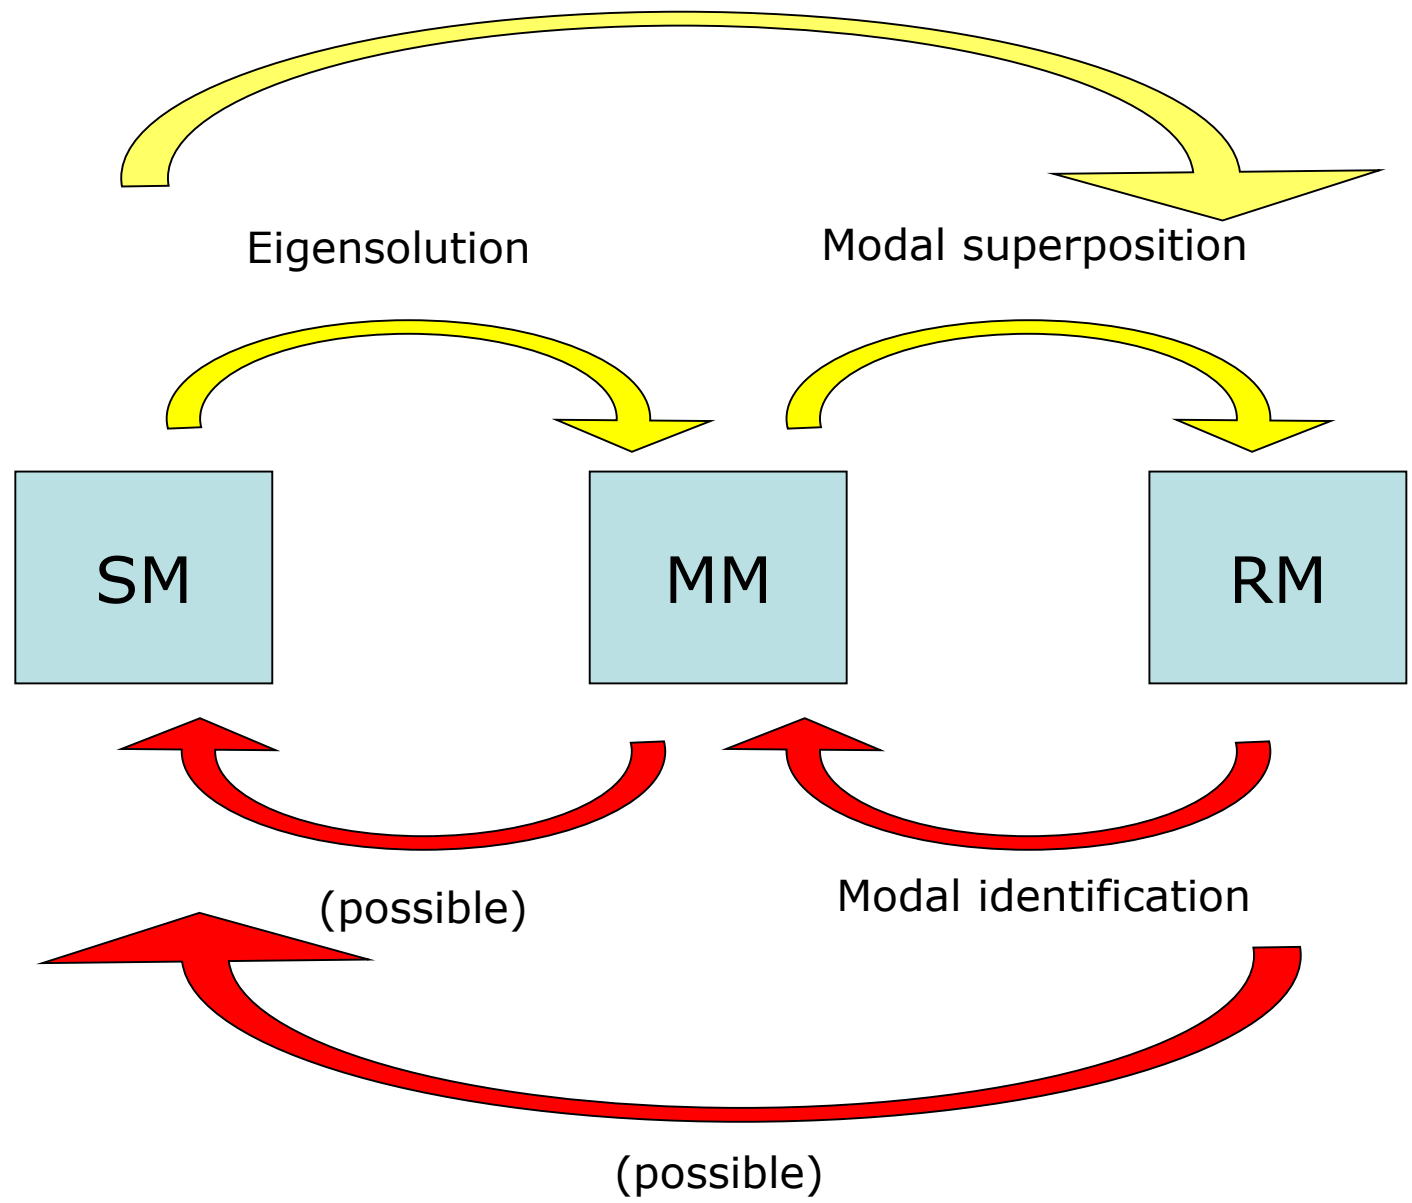 Eigensolution
Modal superposition
SM
MM
RM
(possible)
Modal identification
(possible)